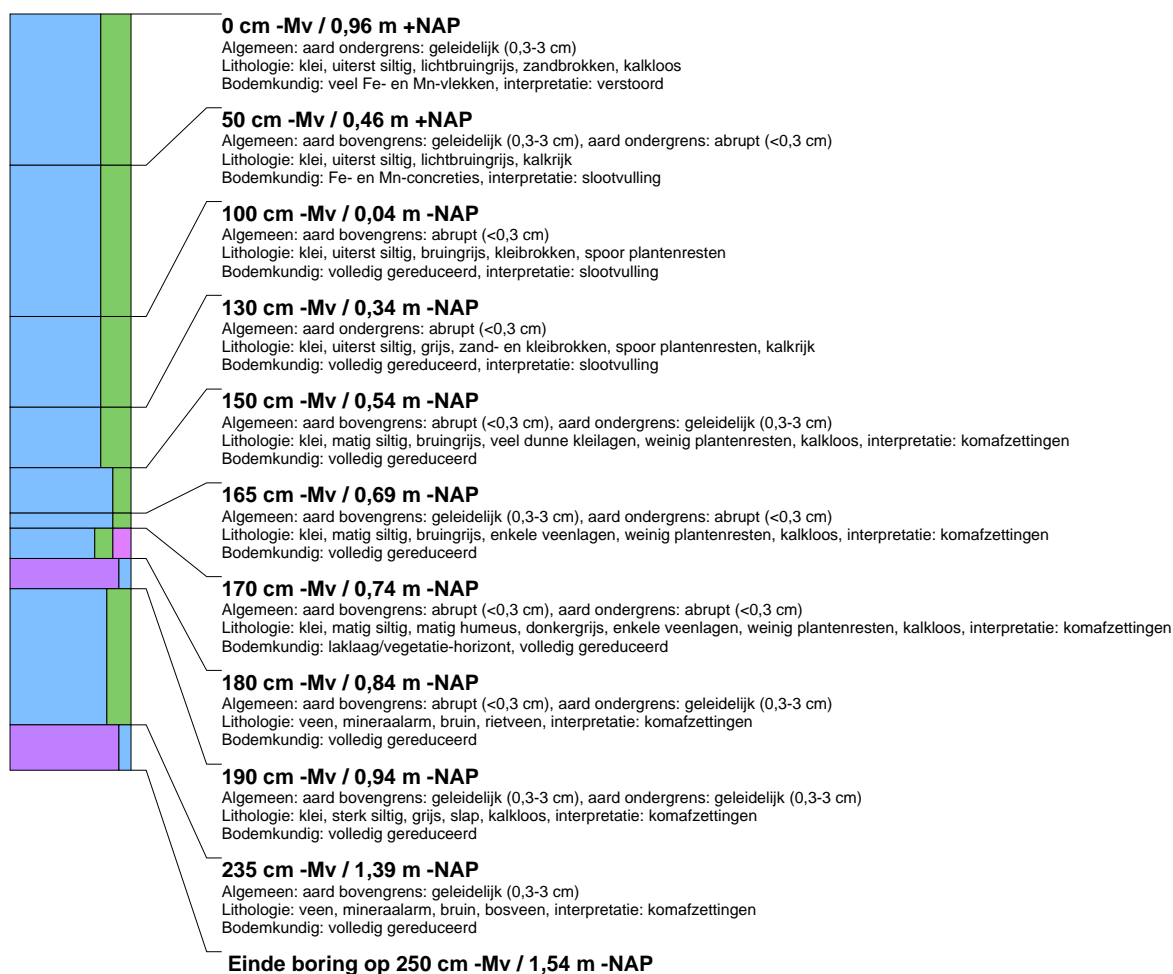 0 cm -Mv / 0,96 m +NAP
Algemeen: aard ondergrens: geleidelijk (0,3-3 cm)
Lithologie: klei, uiterst siltig, lichtbruingrijs, zandbrokken, kalkloos
Bodemkundig: veel Fe- en Mn-vlekken, interpretatie: verstoord
50 cm -Mv / 0,46 m +NAP
Algemeen: aard bovengrens: geleidelijk (0,3-3 cm), aard ondergrens: abrupt (<0,3 cm)
Lithologie: klei, uiterst siltig, lichtbruingrijs, kalkrijk
Bodemkundig: Fe- en Mn-concreties, interpretatie: slootvulling
100 cm -Mv / 0,04 m -NAP
Algemeen: aard bovengrens: abrupt (<0,3 cm)
Lithologie: klei, uiterst siltig, bruingrijs, kleibrokken, spoor plantenresten
Bodemkundig: volledig gereduceerd, interpretatie: slootvulling
130 cm -Mv / 0,34 m -NAP
Algemeen: aard ondergrens: abrupt (<0,3 cm)
Lithologie: klei, uiterst siltig, grijs, zand- en kleibrokken, spoor plantenresten, kalkrijk
Bodemkundig: volledig gereduceerd, interpretatie: slootvulling
150 cm -Mv / 0,54 m -NAP
Algemeen: aard bovengrens: abrupt (<0,3 cm), aard ondergrens: geleidelijk (0,3-3 cm)
Lithologie: klei, matig siltig, bruingrijs, veel dunne kleilagen, weinig plantenresten, kalkloos, interpretatie: komafzettingen
Bodemkundig: volledig gereduceerd
165 cm -Mv / 0,69 m -NAP
Algemeen: aard bovengrens: geleidelijk (0,3-3 cm), aard ondergrens: abrupt (<0,3 cm)
Lithologie: klei, matig siltig, bruingrijs, enkele veenlagen, weinig plantenresten, kalkloos, interpretatie: komafzettingen
Bodemkundig: volledig gereduceerd
170 cm -Mv / 0,74 m -NAP
Algemeen: aard bovengrens: abrupt (<0,3 cm), aard ondergrens: abrupt (<0,3 cm)
Lithologie: klei, matig siltig, matig humeus, donkergrijs, enkele veenlagen, weinig plantenresten, kalkloos, interpretatie: komafzettingen
Bodemkundig: laklaag/vegetatie-horizont, volledig gereduceerd
180 cm -Mv / 0,84 m -NAP
Algemeen: aard bovengrens: abrupt (<0,3 cm), aard ondergrens: geleidelijk (0,3-3 cm)
Lithologie: veen, mineraalarm, bruin, rietveen, interpretatie: komafzettingen
Bodemkundig: volledig gereduceerd
190 cm -Mv / 0,94 m -NAP
Algemeen: aard bovengrens: geleidelijk (0,3-3 cm), aard ondergrens: geleidelijk (0,3-3 cm)
Lithologie: klei, sterk siltig, grijs, slap, kalkloos, interpretatie: komafzettingen
Bodemkundig: volledig gereduceerd
235 cm -Mv / 1,39 m -NAP
Algemeen: aard bovengrens: geleidelijk (0,3-3 cm)
Lithologie: veen, mineraalarm, bruin, bosveen, interpretatie: komafzettingen
Bodemkundig: volledig gereduceerd
Einde boring op 250 cm -Mv / 1,54 m -NAP